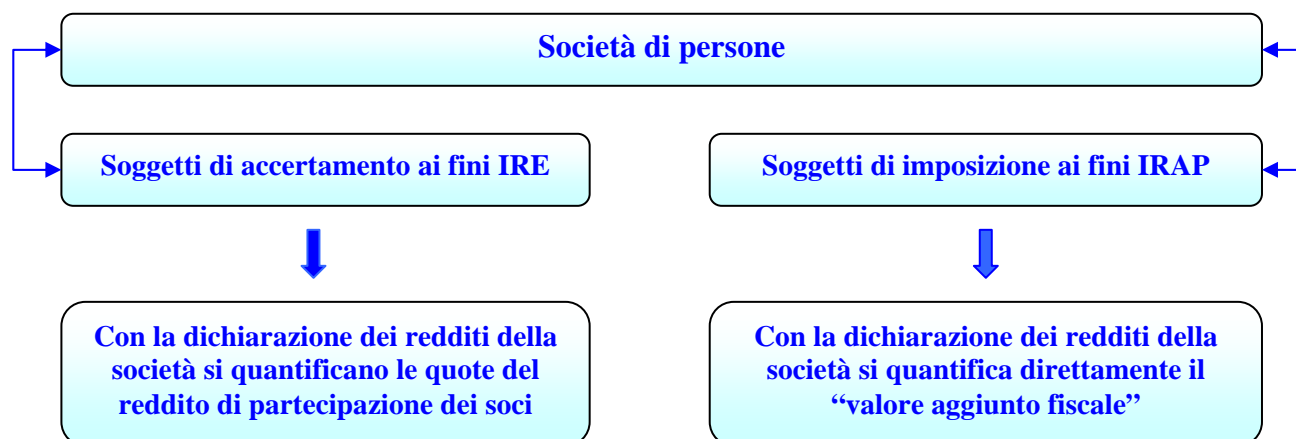 Società di persone
Soggetti di accertamento ai fini IRE
Soggetti di imposizione ai fini IRAP
Con la dichiarazione dei redditi della
società si quantificano le quote del
reddito di partecipazione dei soci
Con la dichiarazione dei redditi della
società si quantifica direttamente il
“valore aggiunto fiscale”